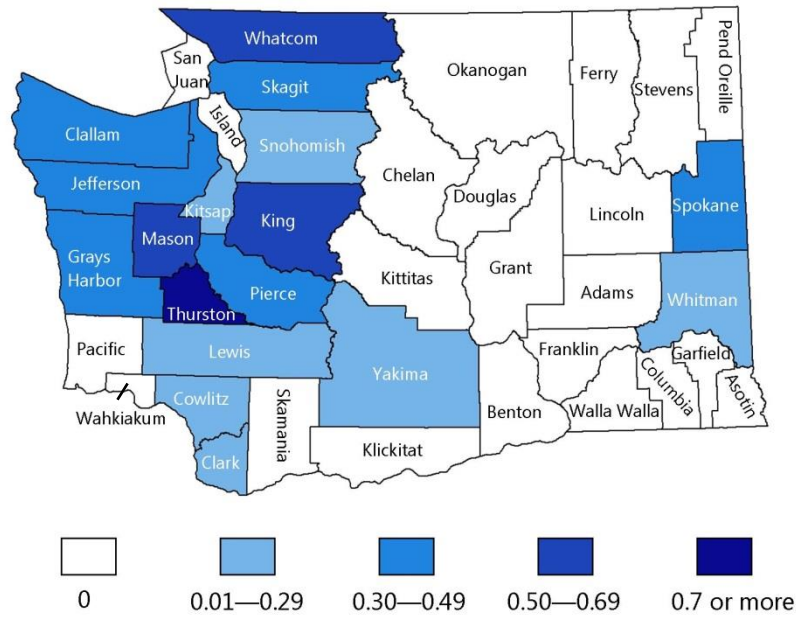 Whatcom
San
Juan
Skagit
Okanogan
Ferry
Stevens
Pend Oreille
Clallam
Island
Snohomish
Jefferson
Kitsap
Chelan
Douglas
Lincoln
Spokane
Mason
King
Grays
Harbor
Kittitas
Grant
Adams
Pierce
Thurston
Whitman
Pacific
Lewis
Franklin
Garfield
Yakima
Columbia
Asotin
Cowlitz
Skamania
Benton
Walla Walla
Wahkiakum
Klickitat
Clark
0
0.01—0.29
0.30—0.49
0.50—0.69
0.7 or more